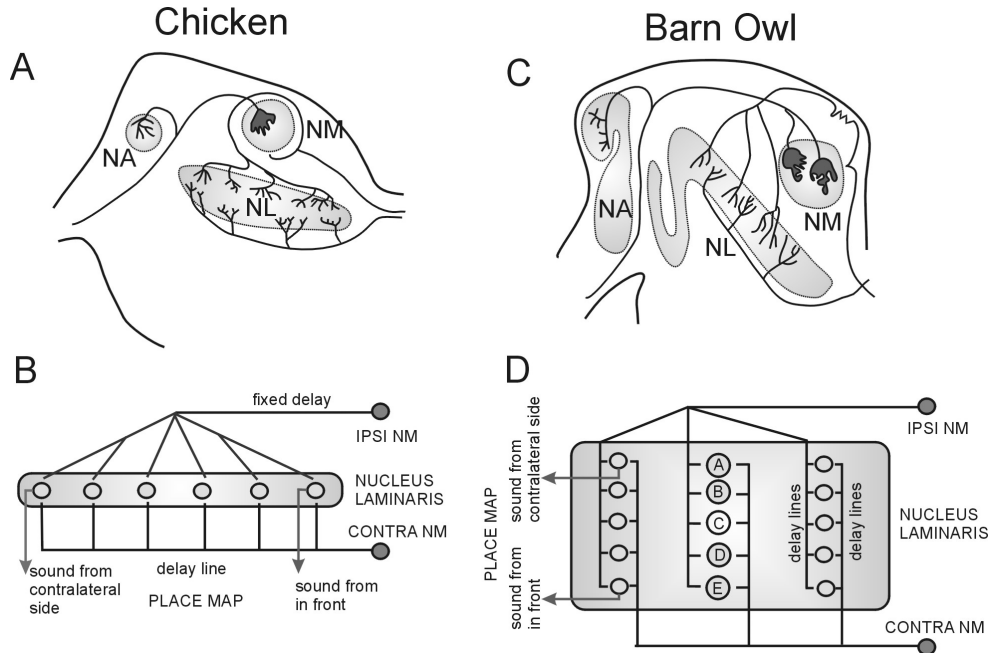 Chicken
Barn Owl
A
NA
NM
NL
C
NA
NL
NM
B
fixed delay
IPSI NM
NUCLEUS
LAMINARIS
CONTRA NM
sound from
contralateral
side
delay line
PLACE MAP
sound from
in front
D
PLACE MAP
sound from
contralateral side
sound from
in front
A
B
C
D
E
delay lines
delay lines
IPSI NM
NUCLEUS
LAMINARIS
CONTRA NM